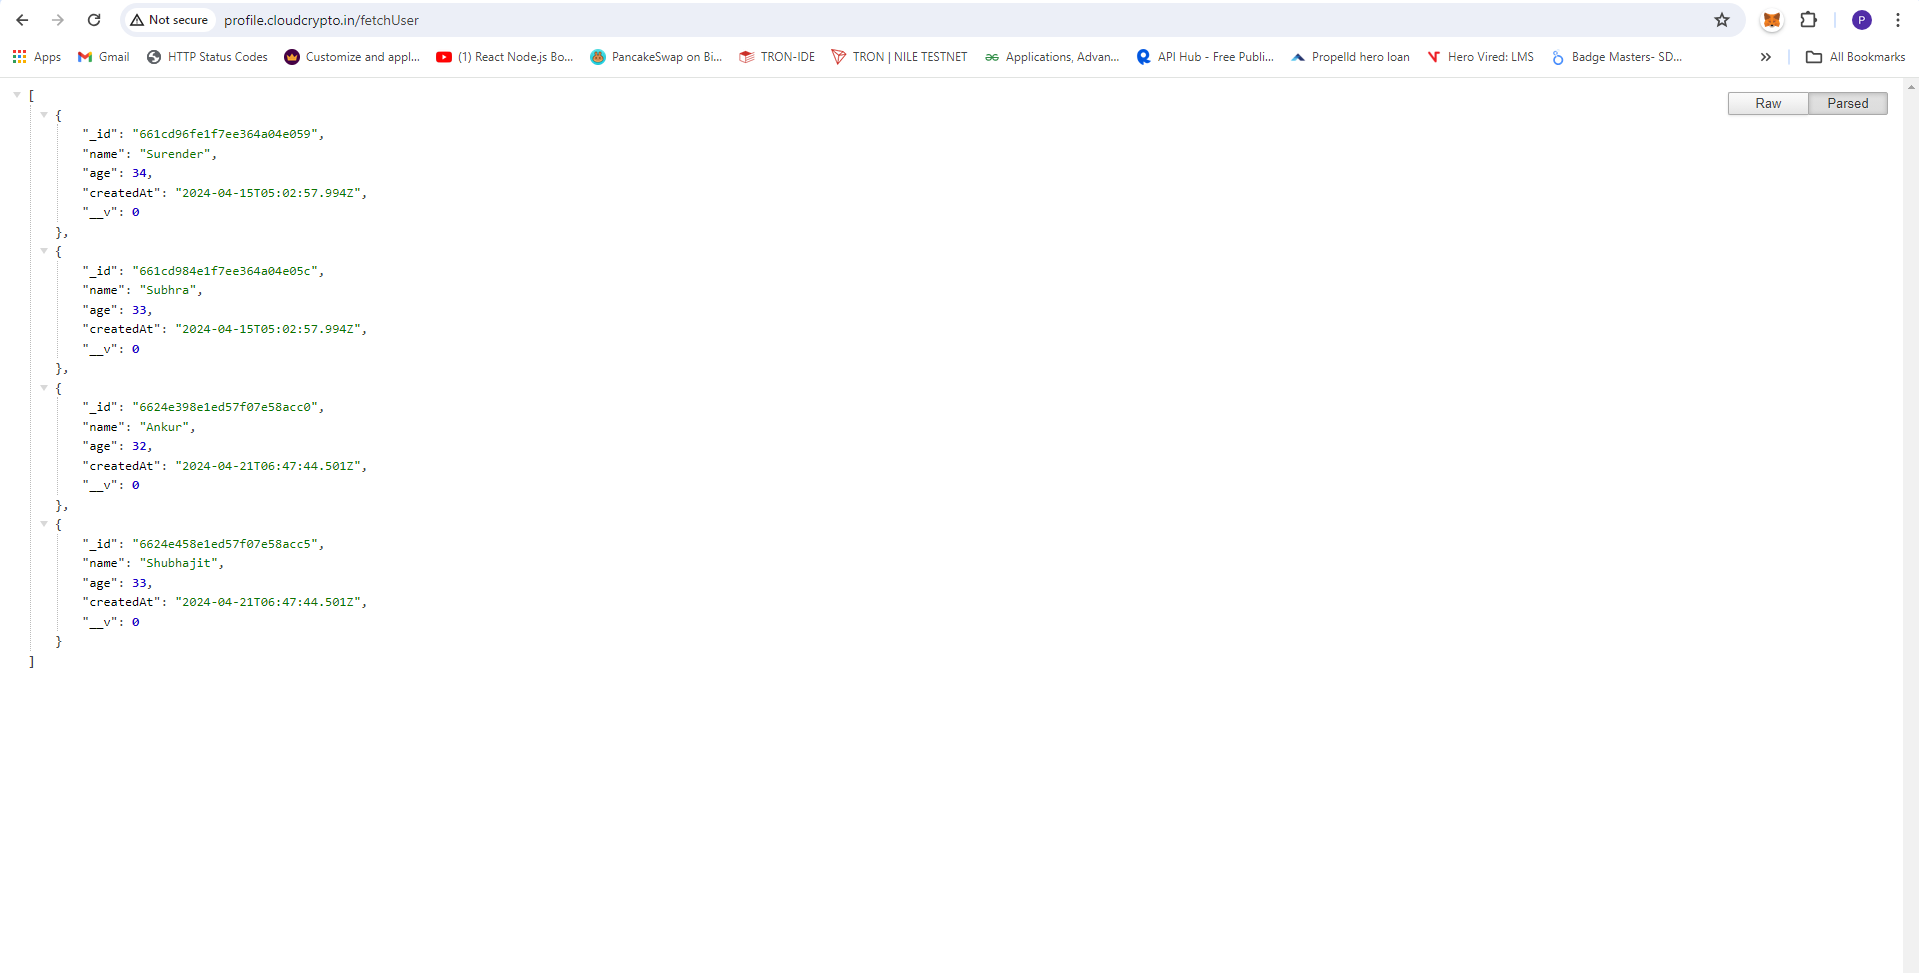 Not secure profile.cloudcrypto.in/fetchUser P
Apps Gmail HTTP Status Codes Customize and appl... (1) React Node.js Bo... PancakeSwap on Bi... TRON-IDE TRON | NILE TESTNET Applications, Advan... API Hub - Free Publi... Propelld hero loan Hero Vired: LMS Badge Masters- SD... » All Bookmarks
Raw Parsed
[
{
"_id": "661cd96fe1f7ee364a04e059",
"name": "Surender",
"age": 34,
"createdAt": "2024-04-15T05:02:57.994Z",
"__v": 0
},
{
"_id": "661cd984e1f7ee364a04e05c",
"name": "Subhra",
"age": 33,
"createdAt": "2024-04-15T05:02:57.994Z",
"__v": 0
},
{
"_id": "6624e398e1ed57f07e58acc0",
"name": "Ankur",
"age": 32,
"createdAt": "2024-04-21T06:47:44.501Z",
"__v": 0
},
{
"_id": "6624e458e1ed57f07e58acc5",
"name": "Shubhajit",
"age": 33,
"createdAt": "2024-04-21T06:47:44.501Z",
"__v": 0
}
]